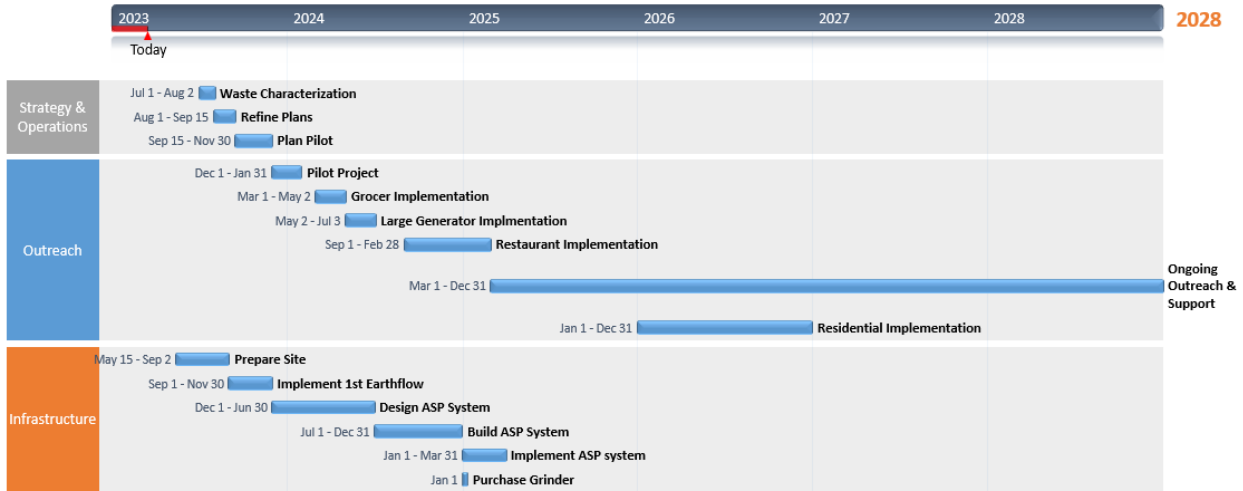 2023 2024 2025 2026 2027 2028 2028
Today
Strategy &
Operations
Jul 1 - Aug 2 Waste Characterization
Aug 1 - Sep 15 Refine Plans
Sep 15 - Nov 30 Plan Pilot
Outreach
Dec 1 - Jan 31 Pilot Project
Mar 1 - May 2 Grocer Implementation
May 2 - Jul 3 Large Generator Implmentation
Sep 1 - Feb 28 Restaurant Implementation
Mar 1 - Dec 31
Ongoing
Outreach &
Support
Jan 1 - Dec 31 Residential Implementation
Infrastructure
May 15 - Sep 2 Prepare Site
Sep 1 - Nov 30 Implement 1st Earthflow
Dec 1 - Jun 30 Design ASP System
Jul 1 - Dec 31 Build ASP System
Jan 1 - Mar 31 Implement ASP system
Jan 1 Purchase Grinder